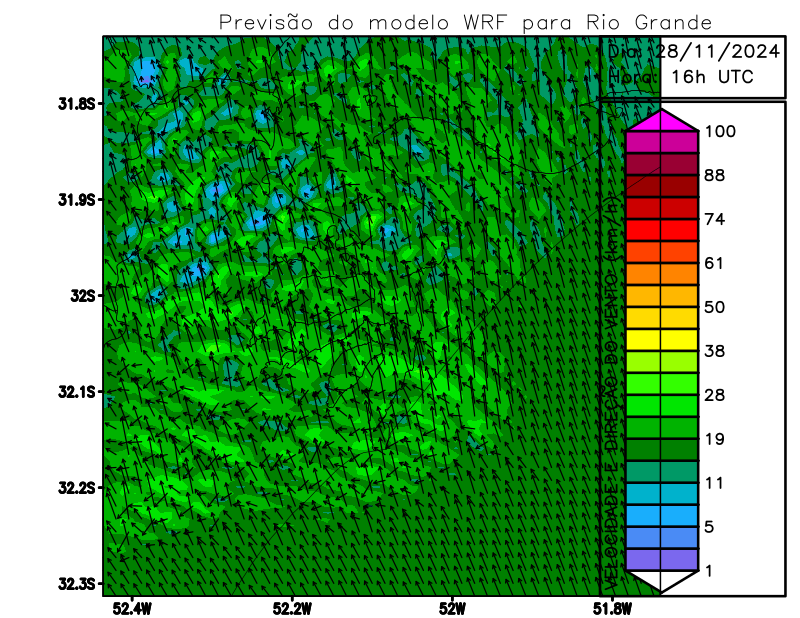 Previsão do modelo WRF para Rio Grande
Dia: 28/11/2024
Hora: 16h UTC
31.8S
31.9S
32S
32.1S
32.2S
32.3S
52.4W
52.2W
52W
51.8W
VELOCIDADE E DIREÇÃO DO VENTO (km/h)
100
88
74
61
50
38
28
19
11
5
1